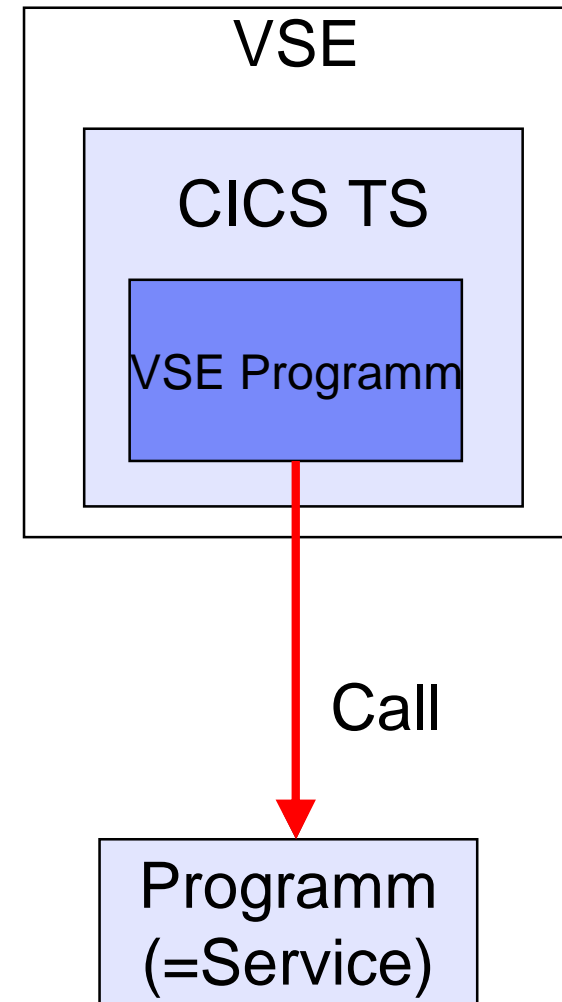 VSE
CICS TS
VSE Programm
Call
Programm
(=Service)